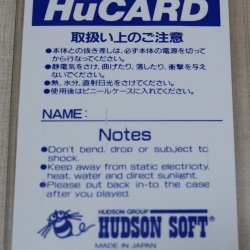 HuCARD
取扱い上のご注意
●本体との抜き差しは、必ず本体の電源を切って
から行なってください。
●静電気をさけ、曲げたり、落したり、衝撃を与え
ないでください。
●熱、水分、直射日光をさけてください。
●使用後はビニールケースに入れてください。
NAME:
Notes
●Don't bend, drop or subject to
shock.
●Keep away from static electricity,
heat, water and direct sunlight.
●Please put back in-to the case
after you played.
HUDSON GROUP
HUDSON SOFT®
MADE IN JAPAN